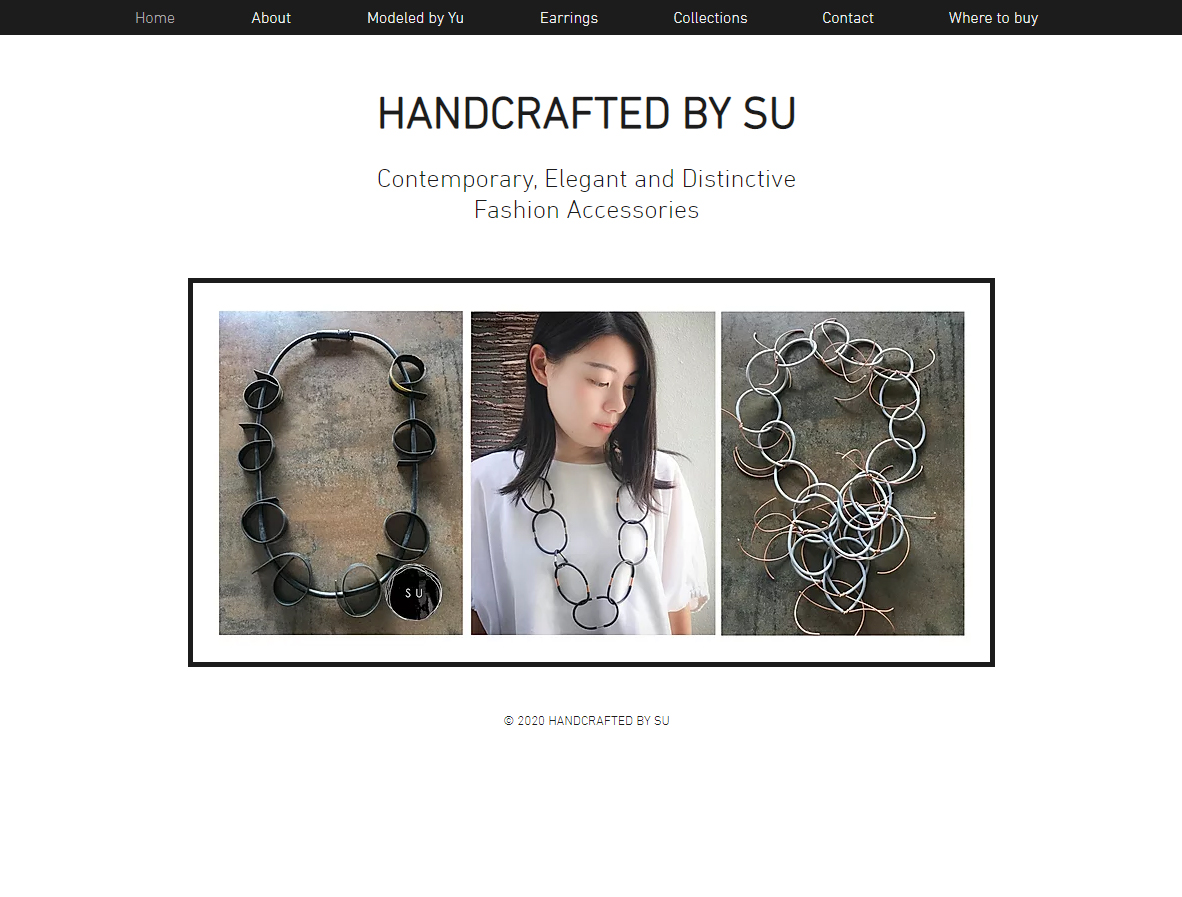 Home About Modeled by Yu Earrings Collections Contact Where to buy
HANDCRAFTED BY SU
Contemporary, Elegant and Distinctive
Fashion Accessories
SU
© 2020 HANDCRAFTED BY SU